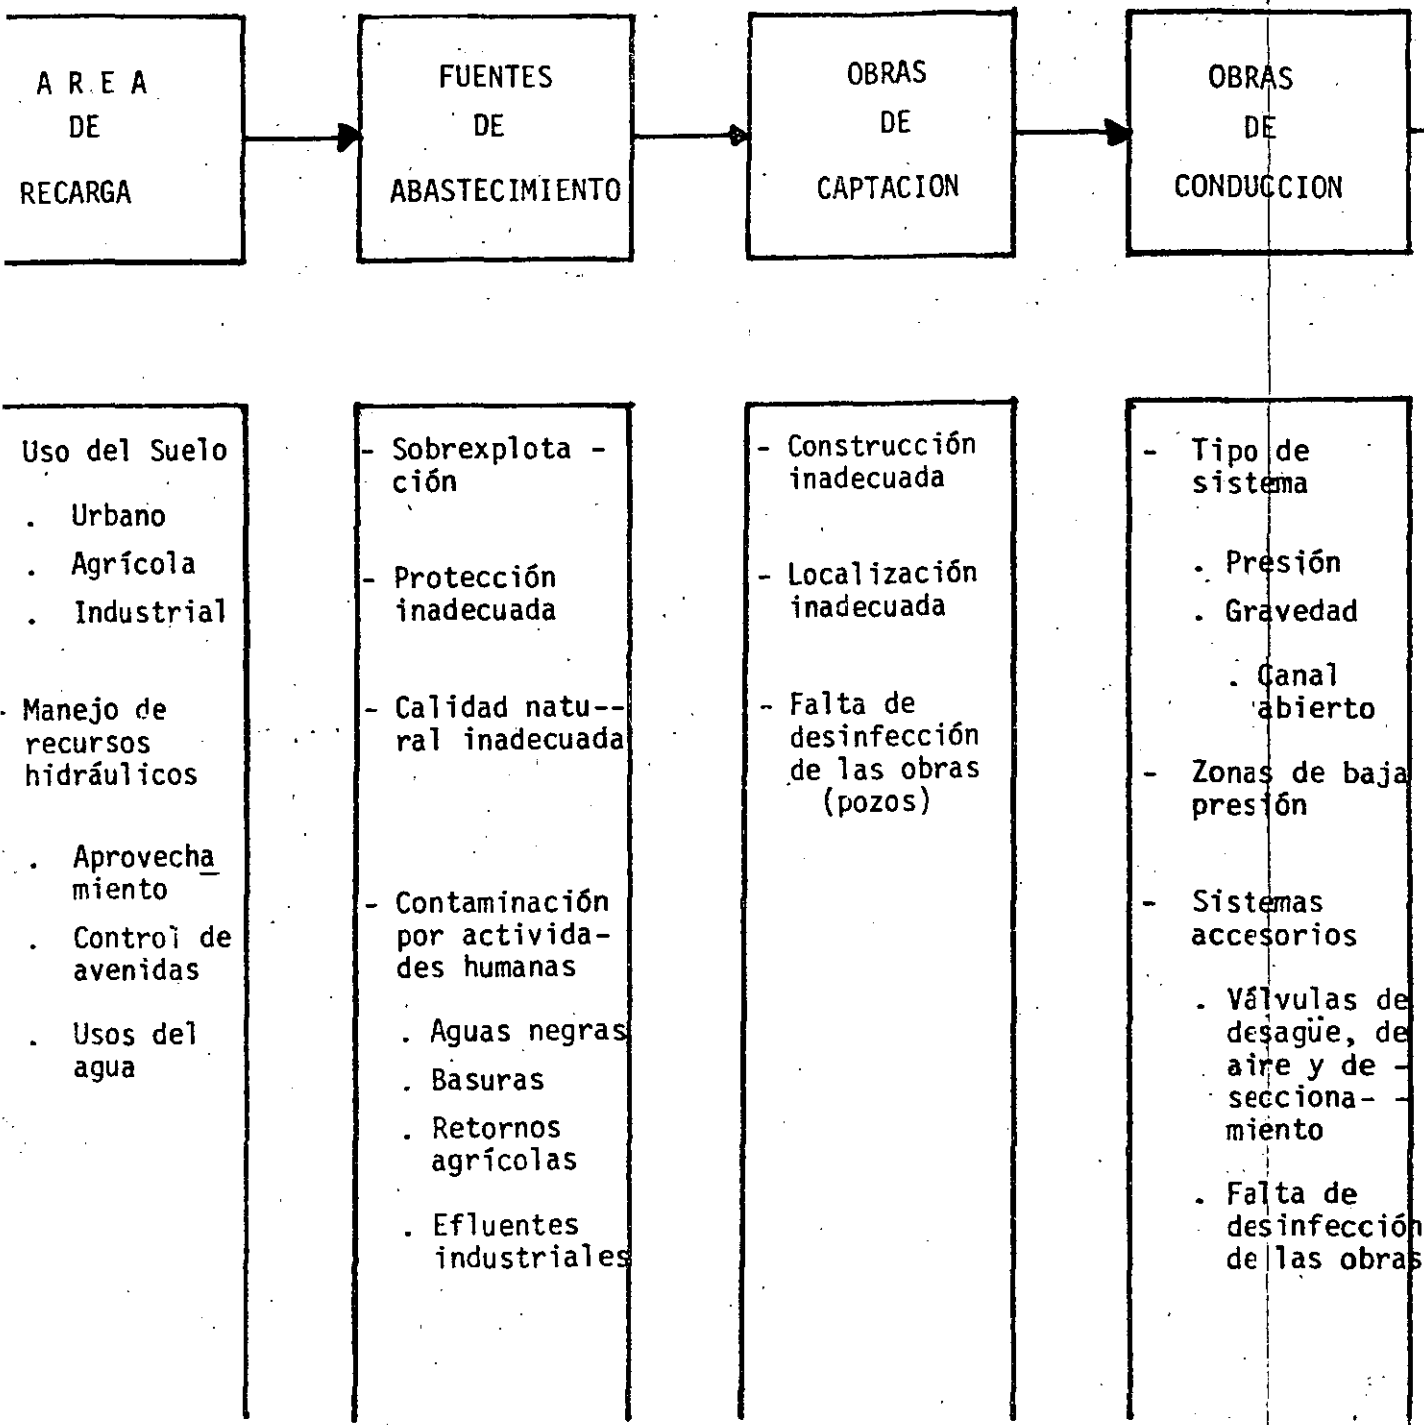 A R E A
DE
RECARGA
FUENTES
DE
ABASTECIMIENTO
OBRAS
DE
CAPTACION
OBRAS
DE
CONDUCCION
Uso del Suelo
. Urbano
. Agrícola
. Industrial
- Manejo de
recursos
hidráulicos
. Aprovecha
miento
. Control de
avenidas
. Usos del
agua
- Sobrexplota -
ción
- Protección
inadecuada
- Calidad natu--
ral inadecuada
- Contaminación
por activida-
des humanas
. Aguas negras
. Basuras
. Retornos
agrícolas
. Efluentes
industriales
- Construcción
inadecuada
- Localización
inadecuada
- Falta de
desinfección
de las obras
(pozos)
- Tipo de
sistema
. Presión
. Gravedad
. Canal
abierto
- Zonas de baja
presión
- Sistemas
accesorios
. Válvulas de
desagüe, de
aire y de -
secciona- -
miento
. Falta de
desinfección
de las obras